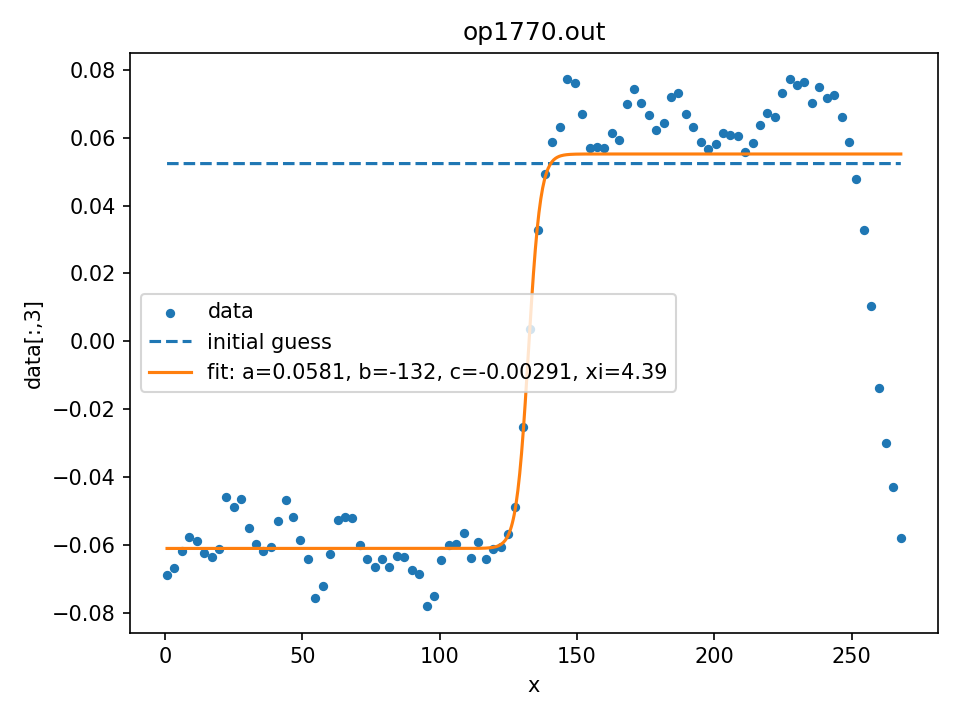 op1770.out
data[:,3]
0.08
0.06
0.04
0.02
0.00
−0.02
−0.04
−0.06
−0.08
data
initial guess
fit: a=0.0581, b=-132, c=-0.00291, xi=4.39
0 50 100 150 200 250
x